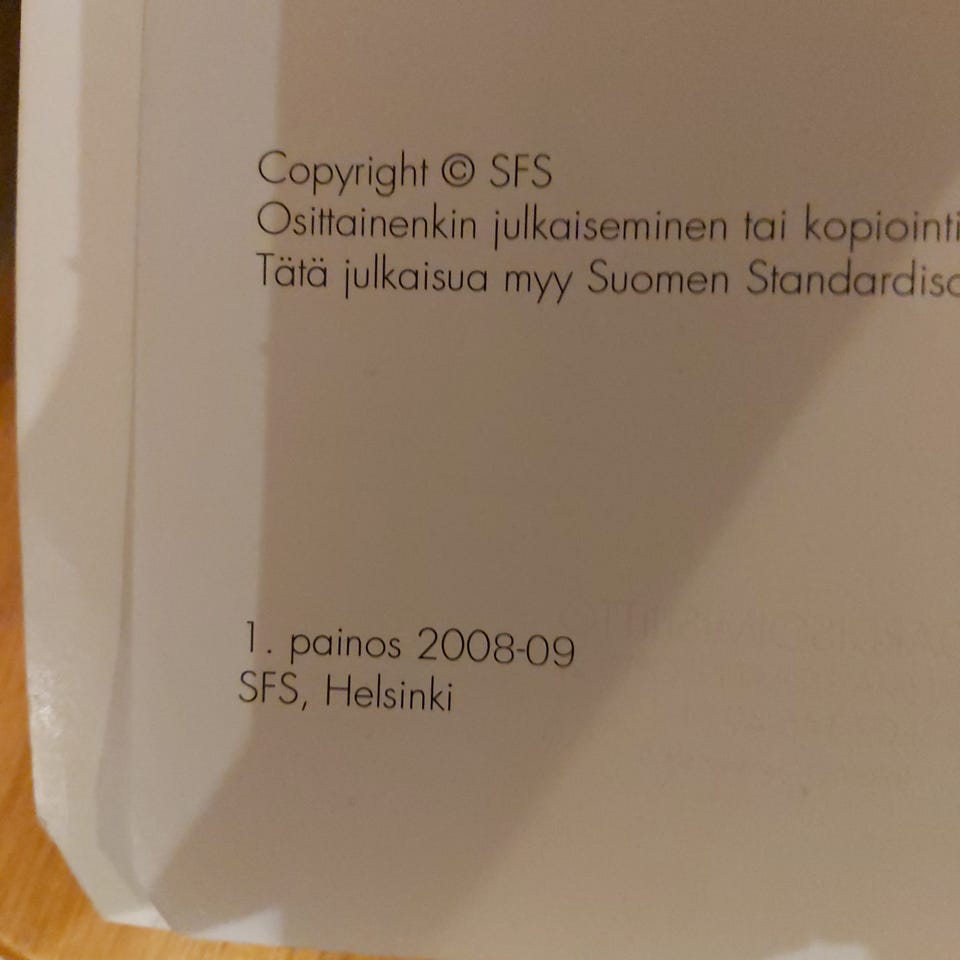 Copyright © SFS
Osittainenkin julkaiseminen tai kopiointi
Tätä julkaisua myy Suomen
1. painos 2008-09
SFS, Helsinki